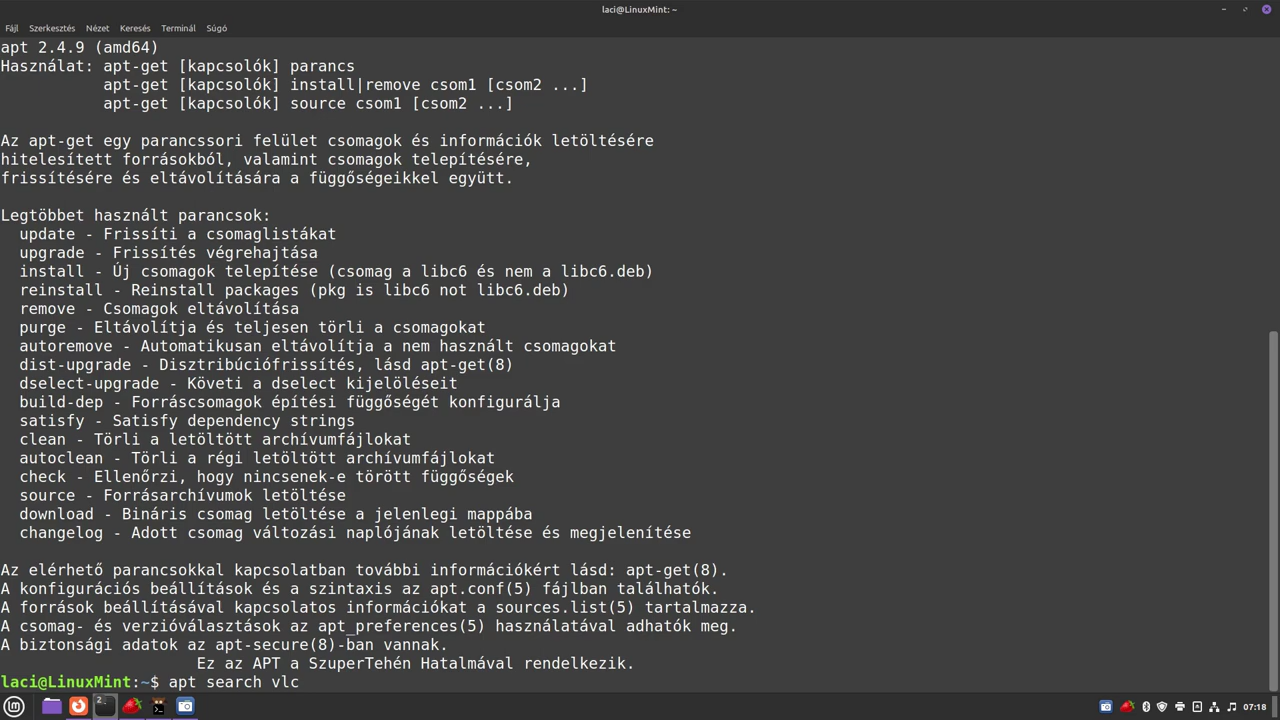 laci@LinuxMint: ~
Fájl Szerkesztés Nézet Keresés Terminál Súgó
apt 2.4.9 (amd64)
Használat: apt-get [kapcsolók] parancs
apt-get [kapcsolók] install|remove csom1 [csom2 ...]
apt-get [kapcsolók] source csom1 [csom2 ...]
Az apt-get egy parancssori felület csomagok és információk letöltésére
hitelesített forrásokból, valamint csomagok telepítésére,
frissítésére és eltávolítására a függőségeikkel együtt.
Legtöbbet használt parancsok:
update - Frissíti a csomaglistákat
upgrade - Frissítés végrehajtása
install - Új csomagok telepítése (csomag a libc6 és nem a libc6.deb)
reinstall - Reinstall packages (pkg is libc6 not libc6.deb)
remove - Csomagok eltávolítása
purge - Eltávolítja és teljesen törli a csomagokat
autoremove - Automatikusan eltávolítja a nem használt csomagokat
dist-upgrade - Disztribúciófrissítés, lásd apt-get(8)
dselect-upgrade - Követi a dselect kijelöléseit
build-dep - Forráscsomagok építési függőségét konfigurálja
satisfy - Satisfy dependency strings
clean - Törli a letöltött archívumfájlokat
autoclean - Törli a régi letöltött archívumfájlokat
check - Ellenőrzi, hogy nincsenek-e törött függőségek
source - Forrásarchívumok letöltése
download - Bináris csomag letöltése a jelenlegi mappába
changelog - Adott csomag változási naplójának letöltése és megjelenítése
Az elérhető parancsokkal kapcsolatban további információkért lásd: apt-get(8).
A konfigurációs beállítások és a szintaxis az apt.conf(5) fájlban találhatók.
A források beállításával kapcsolatos információkat a sources.list(5) tartalmazza.
A csomag- és verzióválasztások az apt_preferences(5) használatával adhatók meg.
A biztonsági adatok az apt-secure(8)-ban vannak.
Ez az APT a SzuperTehén Hatalmával rendelkezik.
laci@LinuxMint:~$ apt search vlc
07:18